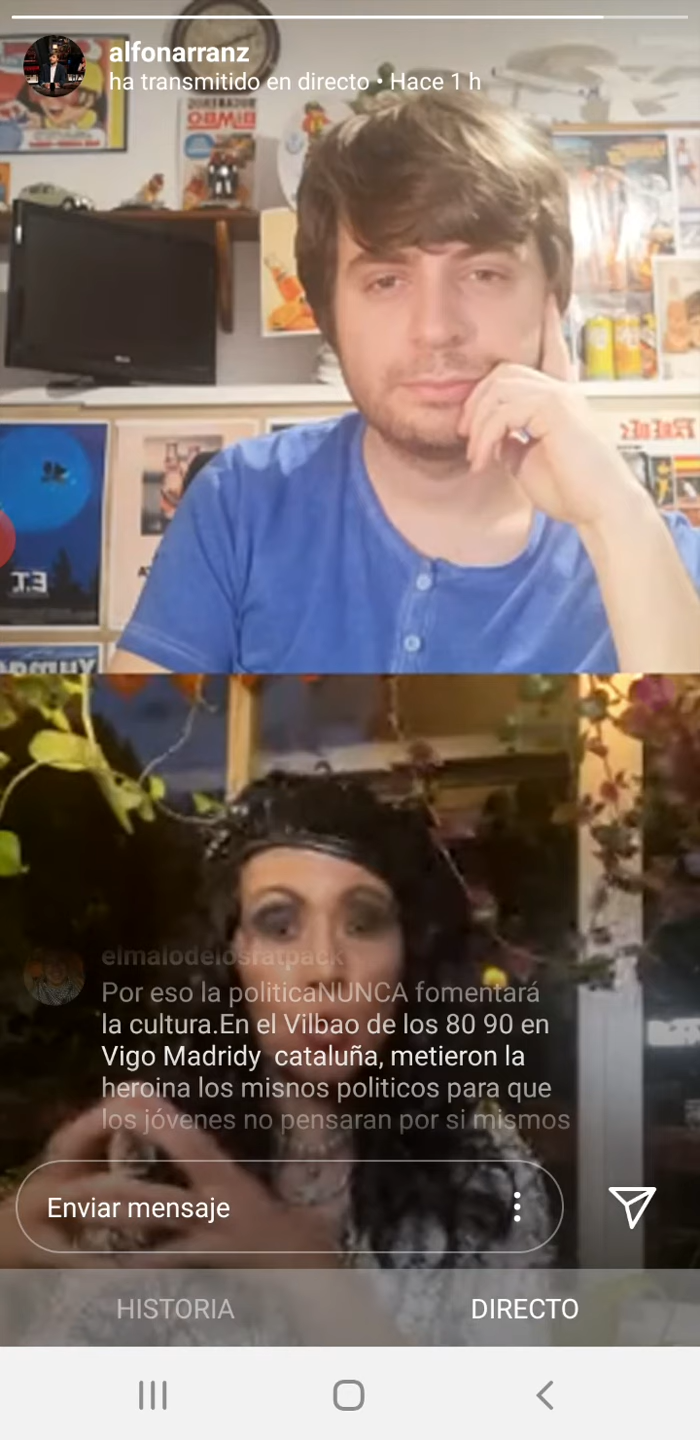 alfonarranz
ha transmitido en directo • Hace 1 h
BIMBO
E.T.
elmalodelosratpack
Por eso la politicaNUNCA fomentará
la cultura.En el Vilbao de los 80 90 en
Vigo Madridy cataluña, metieron la
heroina los misnos politicos para que
los jóvenes no pensaran por si mismos
Enviar mensaje
HISTORIA
DIRECTO